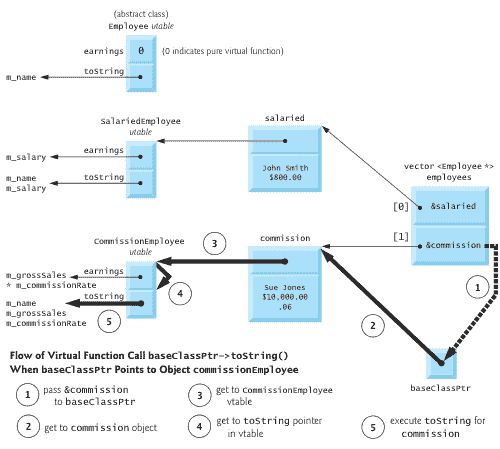 (abstract class)
Employee vtable
earnings
0
(0 indicates pure virtual function)
toString
m_name
SalariedEmployee
vtable
earnings
m_salary
toString
m_name
m_salary
salaried
John Smith
$800.00
vector <Employee *>
employees
[0]
&salaried
[1]
&commission
CommissionEmployee
vtable
3
commission
earnings
m_grossSales
* m_commissionRate
toString
m_name
m_grossSales
m_commissionRate
4
5
Sue Jones
$10,000.00
.06
1
2
baseClassPtr
Flow of Virtual Function Call baseClassPtr->toString()
When baseClassPtr Points to Object commissionEmployee
1 pass &commission
to baseClassPtr
2 get to commission object
3 get to CommissionEmployee
vtable
4 get to toString pointer
in vtable
5 execute toString for
commission